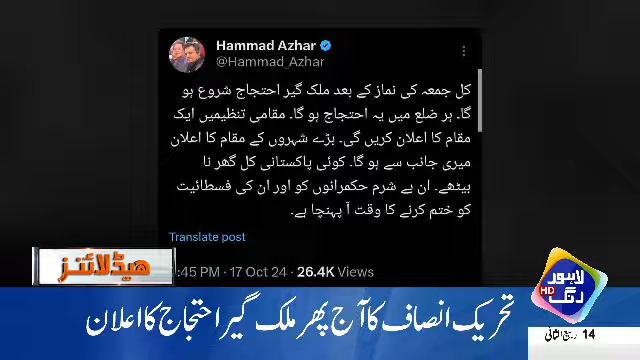 Hammad Azhar
@Hammad_Azhar
کل جمعہ کی نماز کے بعد ملک گیر احتجاج شروع ہو
گا۔ ہر ضلع میں یہ احتجاج ہو گا۔ مقامی تنظیمیں ایک
مقام کا اعلان کریں گی۔ بڑے شہروں کے مقام کا اعلان
میری جانب سے ہو گا۔ کوئی پاکستانی کل گھر نا
بیٹھے۔ ان بے شرم حکمرانوں کو اور ان کی فسطائیت
کو ختم کرنے کا وقت آ پہنچا ہے۔
Translate post
:45 PM · 17 Oct 24 · 26.4K Views
ہیڈلائنز
لاہور
رنگ
HD
تحریک انصاف کا آج پھر ملک گیر احتجاج کا اعلان
14 ربیع الثانی